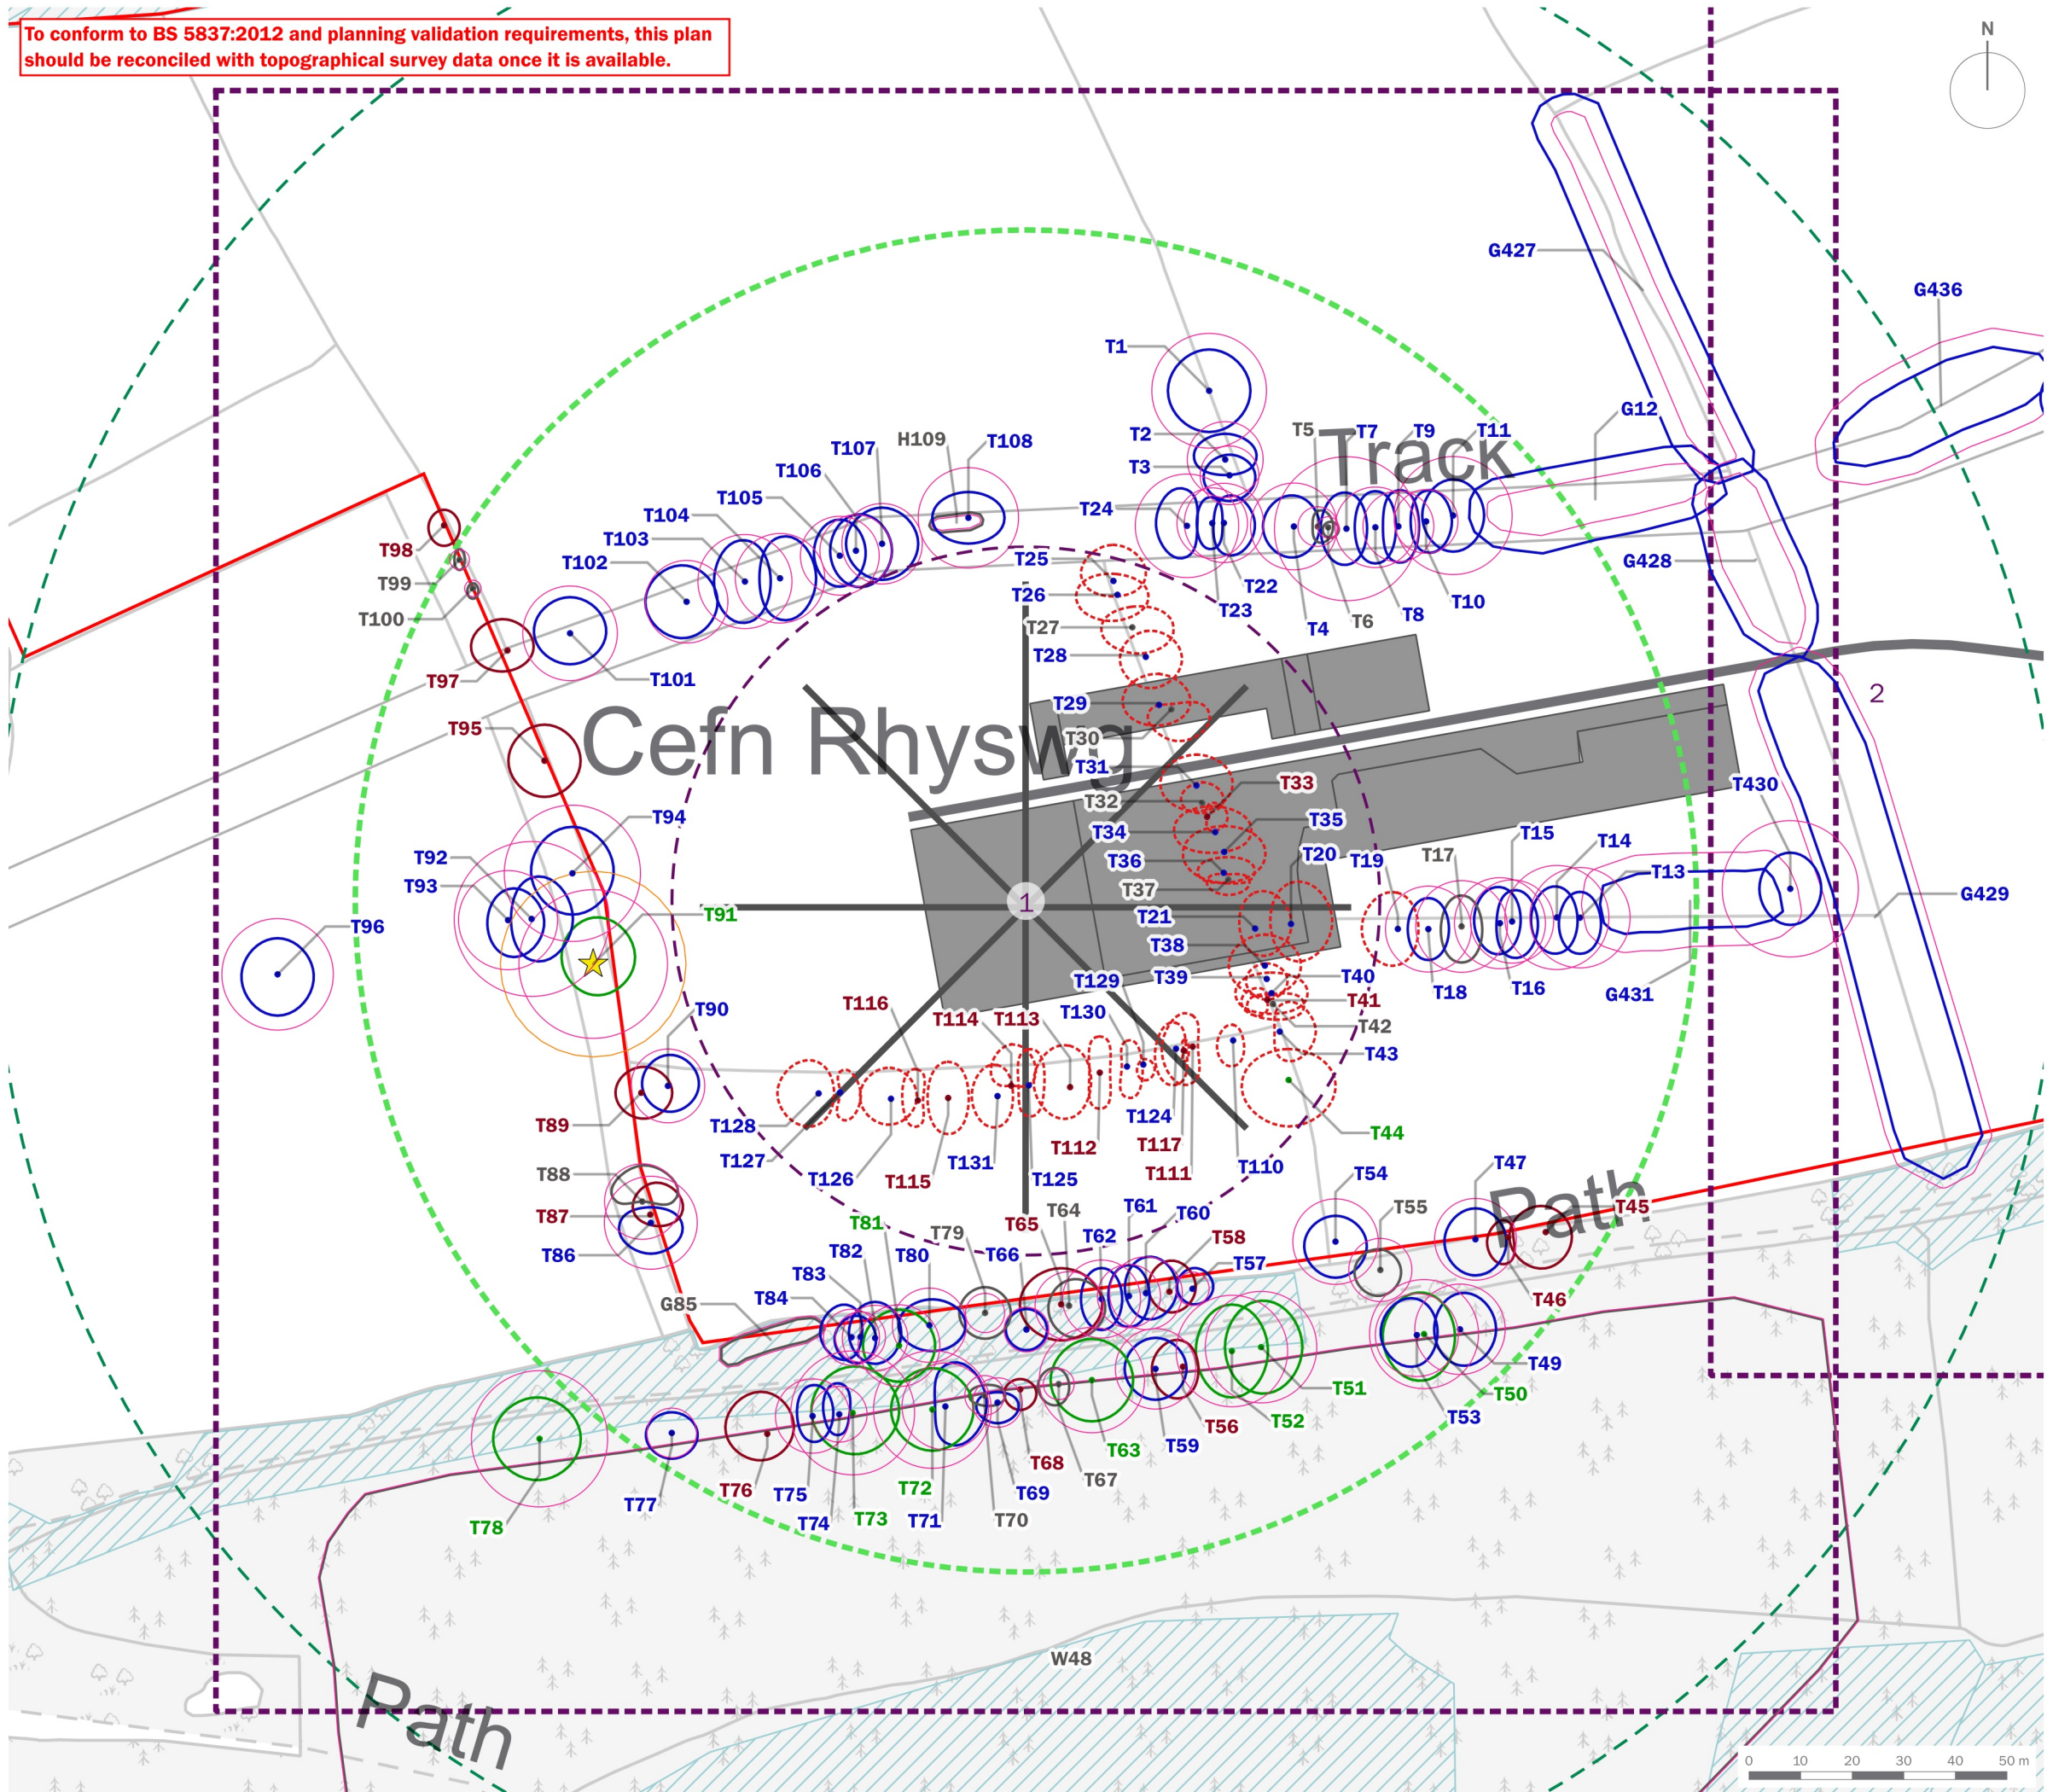 To conform to BS 5837:2012 and planning validation requirements, this plan
should be reconciled with topographical survey data once it is available.
N
G427
G436
T1
G12
T2
T5
T7
T9
T11
Track
H109
T108
T107
T106
T3
T105
T24
T104
T103
T98
T102
T25
G428
T99
T26
T22
T23
T10
T8
T100
T27
T6
T4
T28
T97
T101
2
T29
T95
Cefn Rhyswg
T30
T31
T33
T32
T430
T94
T34
T35
T15
T14
T92
T36
T20
T19
T17
T13
T93
T37
1
G429
T91
T21
T96
T38
T18
T16
G431
T129
T39
T40
T116
T41
T90
T114
T113
T130
T42
T43
T89
T128
T124
T44
T112
T117
T127
T131
T110
T54
T47
T88
T126
T115
T125
T111
Path
T87
T81
T79
T65
T64
T61
T60
T55
T45
T86
T82
T80
T66
T62
T58
T57
T83
G85
T84
T46
T49
T51
T50
T52
T53
T56
T59
T63
T68
T67
T76
T75
T72
T69
T77
T78
T74
T73
T71
T70
W48
Path
0 10 20 30 40 50 m